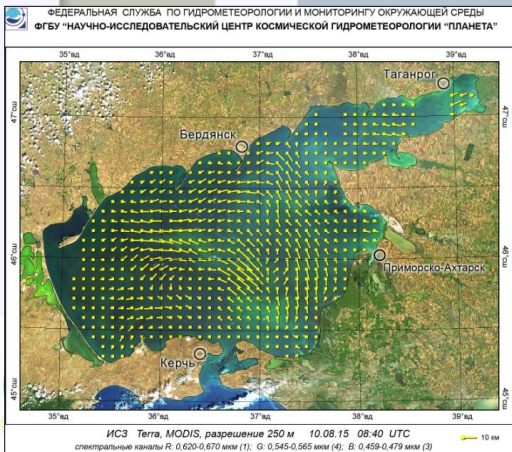 ФЕДЕРАЛЬНАЯ СЛУЖБА ПО ГИДРОМЕТЕОРОЛОГИИ И МОНИТОРИНГУ ОКРУЖАЮЩЕЙ СРЕДЫ
ФГБУ “НАУЧНО-ИССЛЕДОВАТЕЛЬСКИЙ ЦЕНТР КОСМИЧЕСКОЙ ГИДРОМЕТЕОРОЛОГИИ “ПЛАНЕТА”
35°вд 36°вд 37°вд 38°вд 39°вд
Таганрог
47°сш 47°сш
Бердянск
46°сш 46°сш
Приморско-Ахтарск
Керчь
45°сш 45°сш
35°вд 36°вд 37°вд 38°вд 39°вд
ИСЗ Terra, MODIS, разрешение 250 м 10.08.15 08:40 UTC
10 км
спектральные каналы R: 0,620-0,670 мкм (1); G: 0,545-0,565 мкм (4); B: 0,459-0,479 мкм (3)